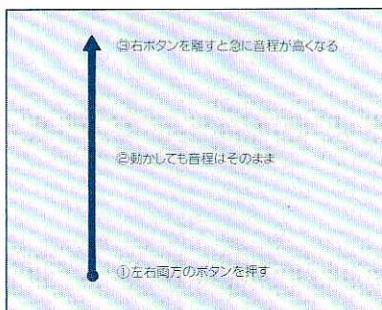 ③右ボタンを離すと急に音程が高くなる
②動かしても音程はそのまま
①左右両方のボタンを押す